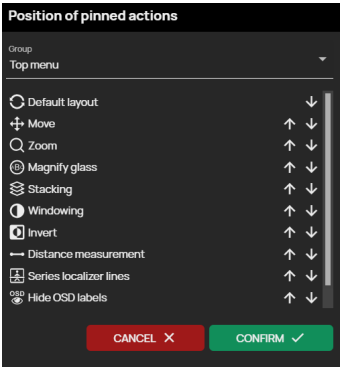 Position of pinned actions
Group
Top menu
Default layout
Move
Zoom
Magnify glass
Stacking
Windowing
Invert
Distance measurement
Series localizer lines
OSD Hide OSD labels
CANCEL
CONFIRM